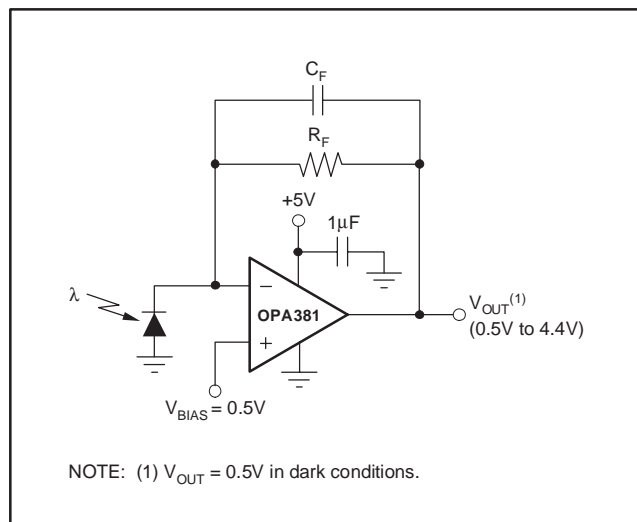 C_F
R_F
+5V
1μF
λ
−
OPA381
+
V_OUT^(1)
(0.5V to 4.4V)
V_BIAS = 0.5V
NOTE: (1) V_OUT = 0.5V in dark conditions.